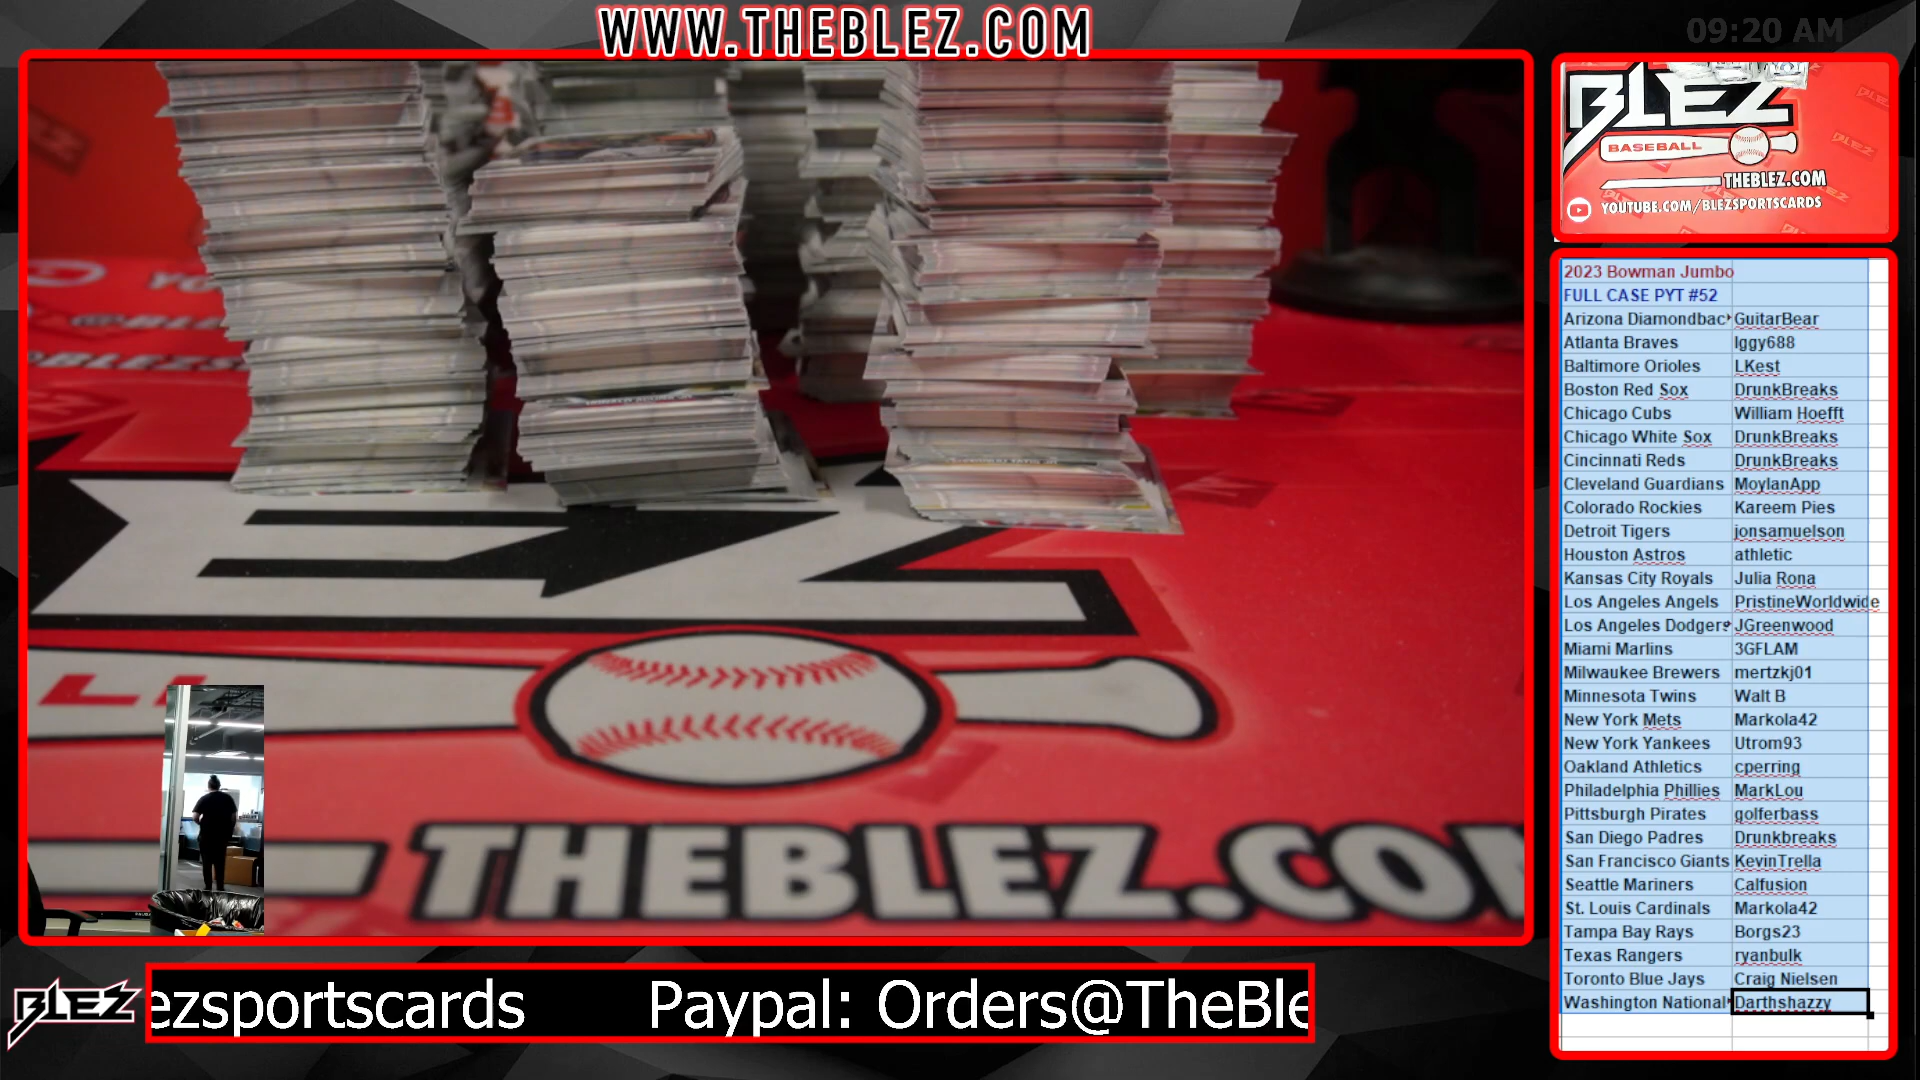 WWW.THEBLEZ.COM
09:20 AM
BLEZ
BASEBALL
THEBLEZ.COM
YOUTUBE.COM/BLEZSPORTSCARDS
2023 Bowman Jumbo
FULL CASE PYT #52
Arizona Diamondbac GuitarBear
Atlanta Braves Iggy688
Baltimore Orioles LKest
Boston Red Sox DrunkBreaks
Chicago Cubs William Hoefft
Chicago White Sox DrunkBreaks
Cincinnati Reds DrunkBreaks
Cleveland Guardians MoylanApp
Colorado Rockies Kareem Pies
Detroit Tigers jonsamuelson
Houston Astros athletic
Kansas City Royals Julia Rona
Los Angeles Angels PristineWorldwide
Los Angeles Dodgers JGreenwood
Miami Marlins 3GFLAM
Milwaukee Brewers mertzkj01
Minnesota Twins Walt B
New York Mets Markola42
New York Yankees Utrom93
Oakland Athletics cperring
Philadelphia Phillies MarkLou
Pittsburgh Pirates golferbass
San Diego Padres Drunkbreaks
San Francisco Giants KevinTrella
Seattle Mariners Calfusion
St. Louis Cardinals Markola42
Tampa Bay Rays Borgs23
Texas Rangers ryanbulk
Toronto Blue Jays Craig Nielsen
Washington National Darthshazzy
THEBLEZ.CO
BLEZ
ezsportscards Paypal: Orders@TheBle